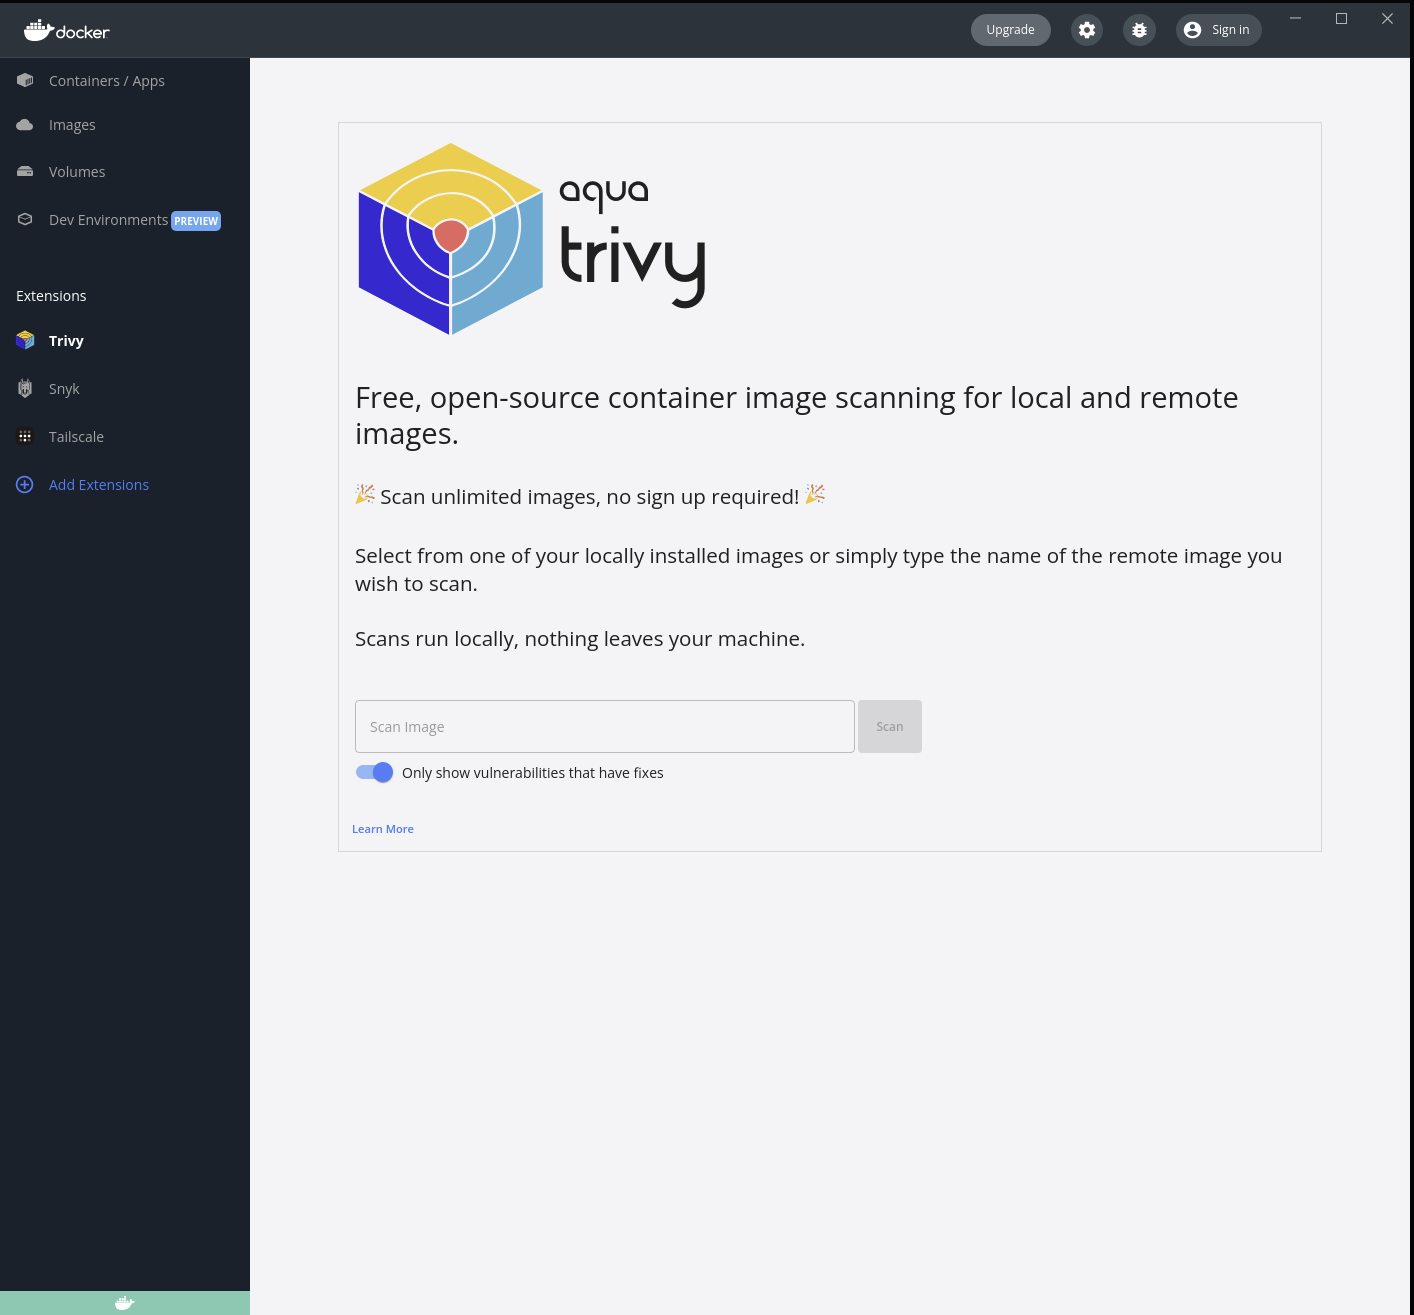 docker
Upgrade
Sign in
Containers / Apps
Images
Volumes
Dev Environments PREVIEW
Extensions
Trivy
Snyk
Tailscale
Add Extensions
aqua
trivy
Free, open-source container image scanning for local and remote
images.
🎉 Scan unlimited images, no sign up required! 🎉
Select from one of your locally installed images or simply type the name of the remote image you
wish to scan.
Scans run locally, nothing leaves your machine.
Scan Image
Scan
Only show vulnerabilities that have fixes
Learn More